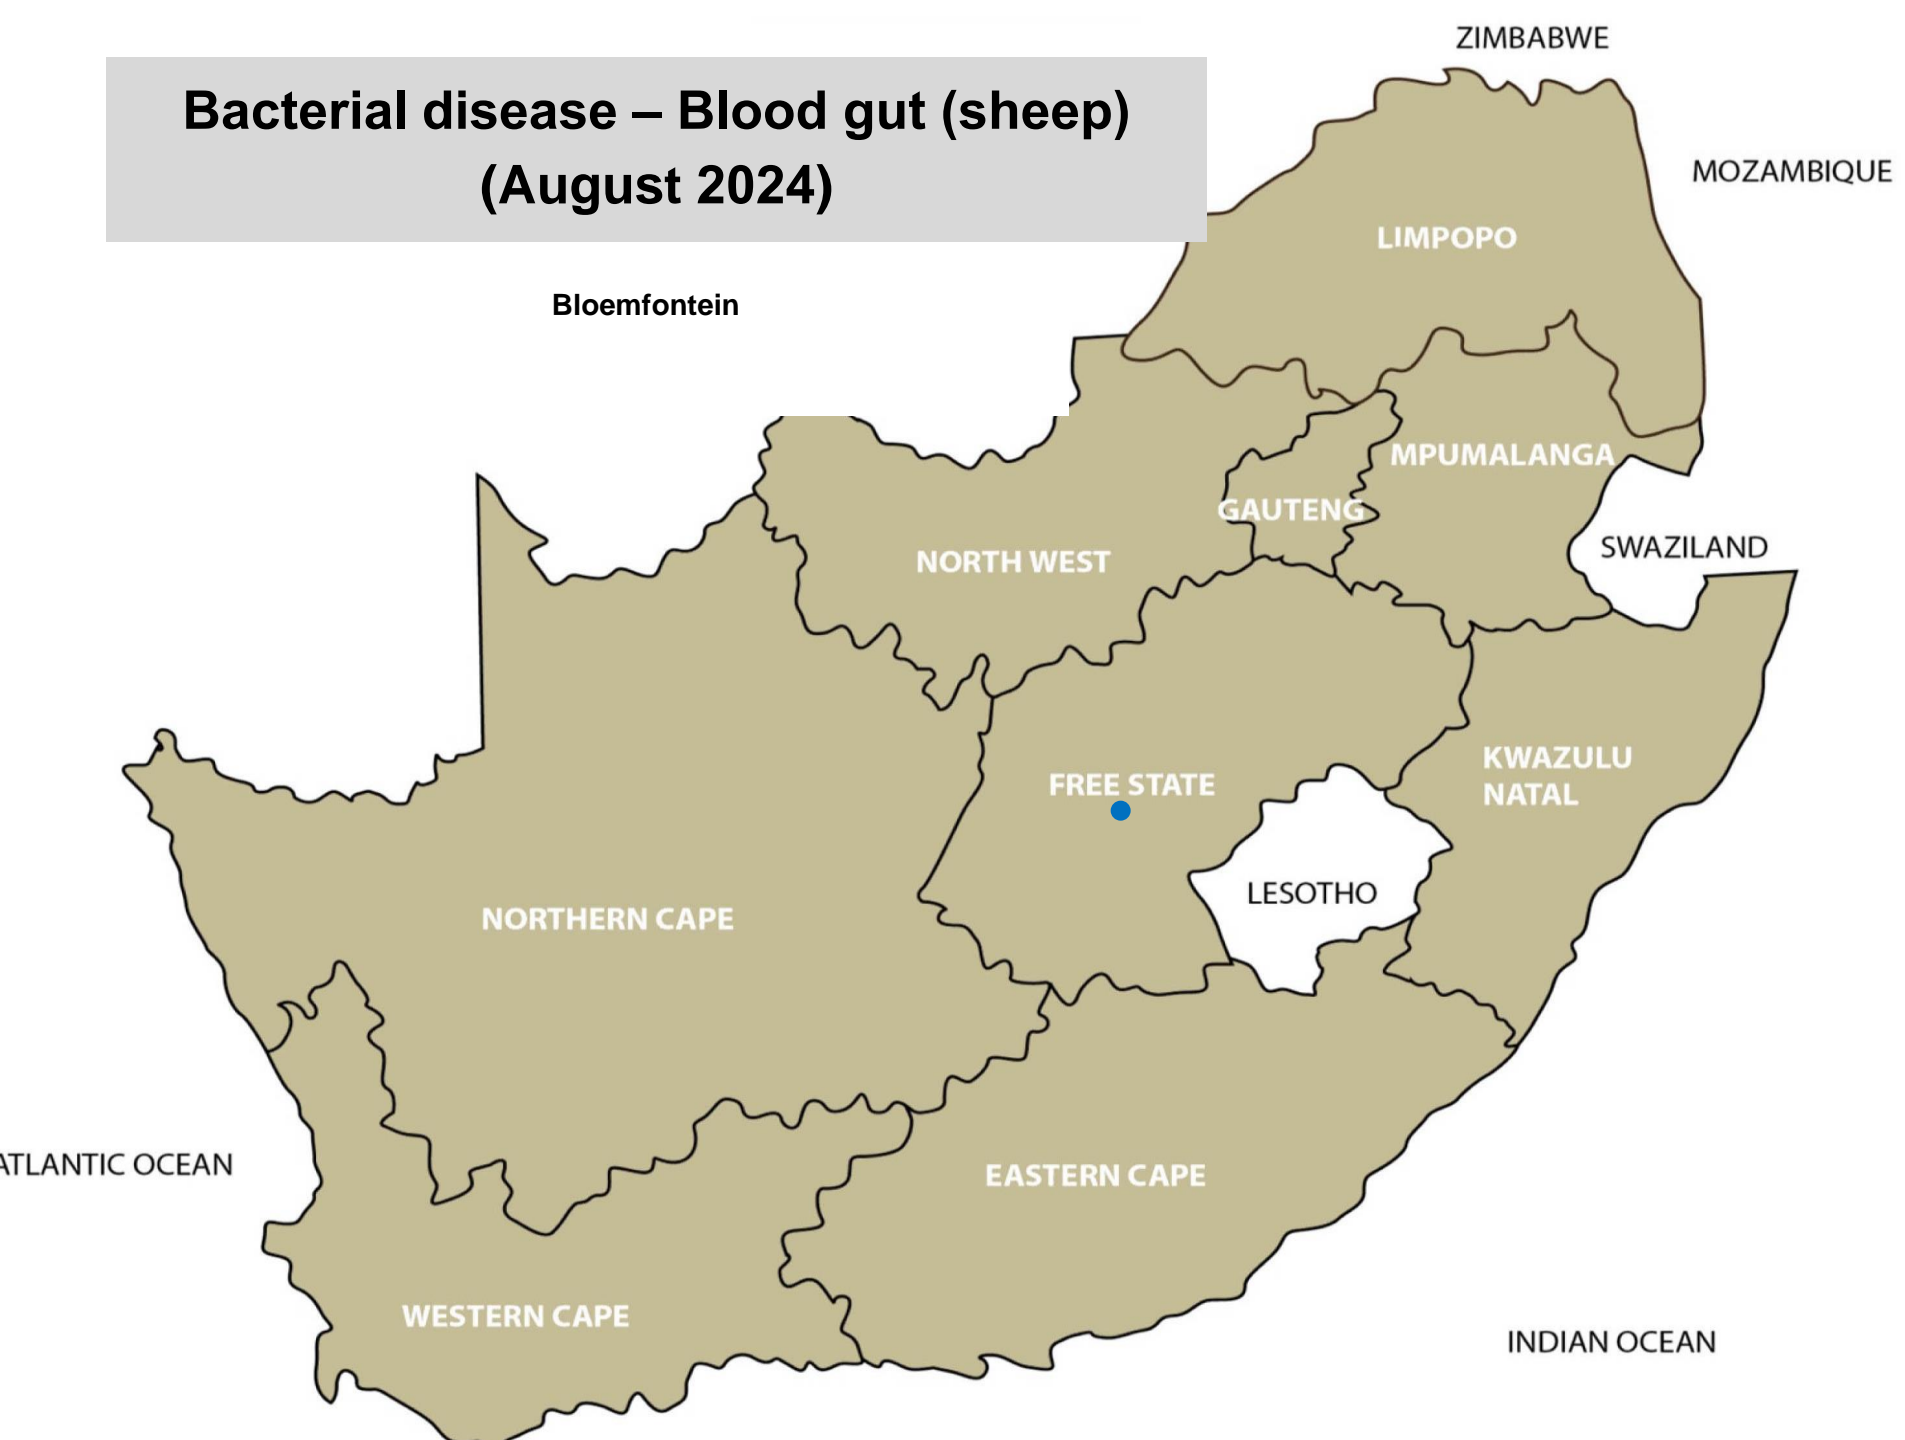 ZIMBABWE
Bacterial disease – Blood gut (sheep)
(August 2024)
MOZAMBIQUE
LIMPOPO
Bloemfontein
MPUMALANGA
GAUTENG
SWAZILAND
NORTH WEST
KWAZULU
NATAL
FREE STATE
LESOTHO
NORTHERN CAPE
ATLANTIC OCEAN
EASTERN CAPE
WESTERN CAPE
INDIAN OCEAN